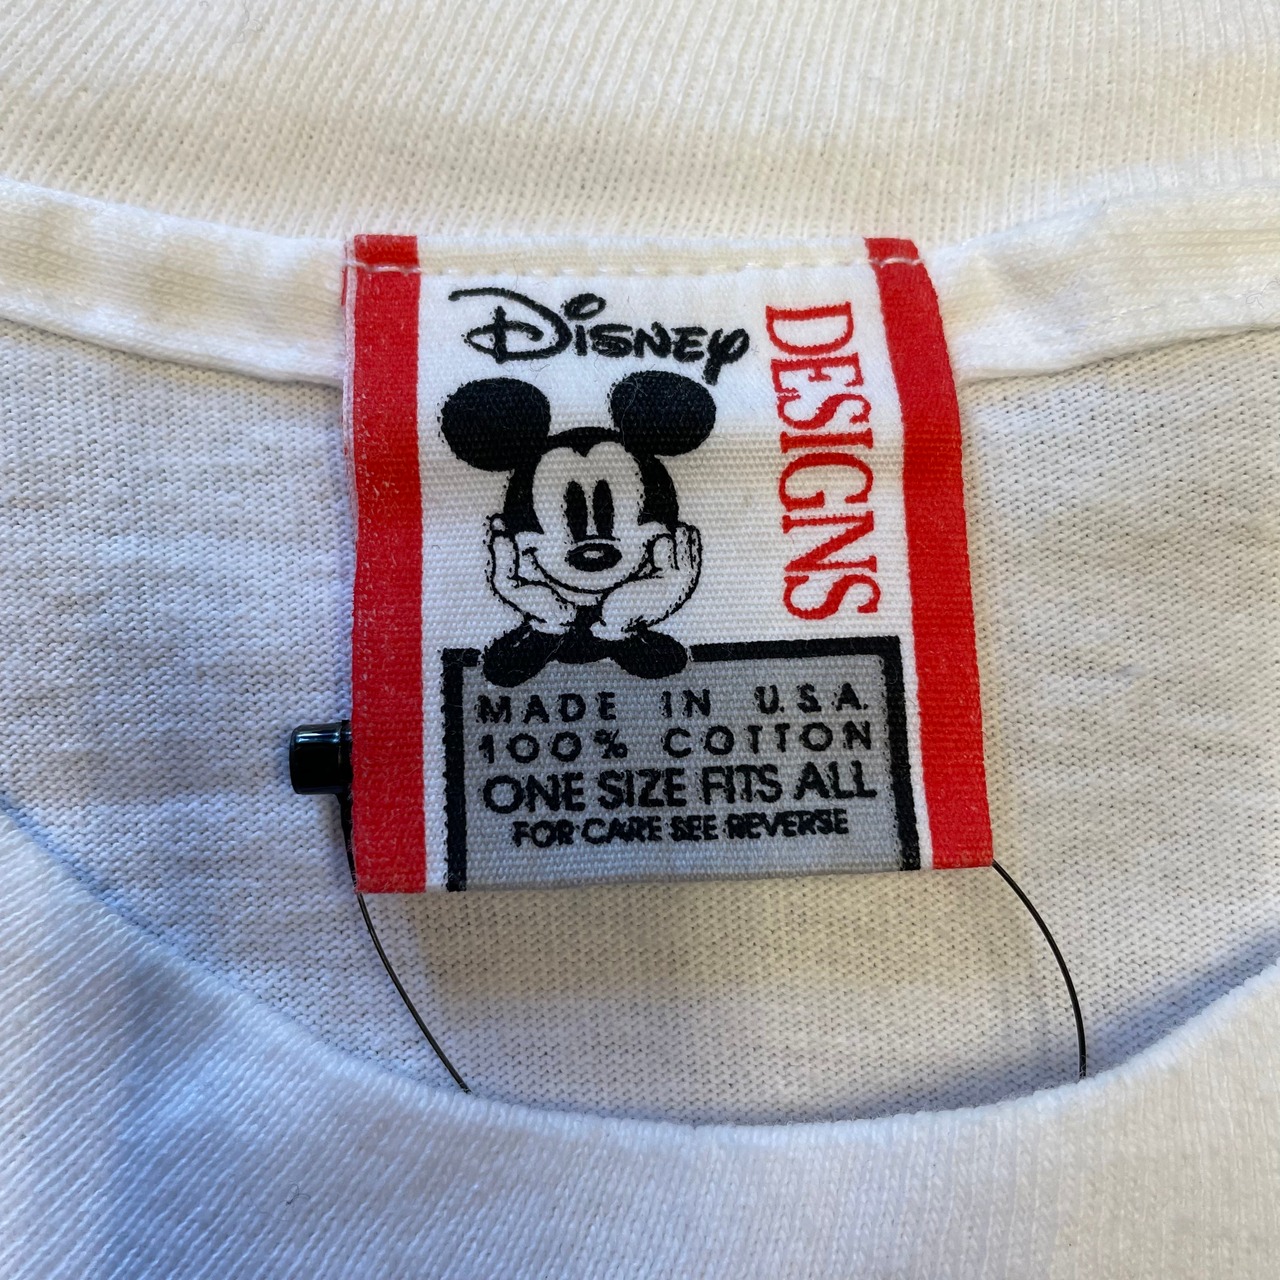 Disney
DESIGNS
MADE IN U.S.A.
100% COTTON
ONE SIZE FITS ALL
FOR CARE SEE REVERSE